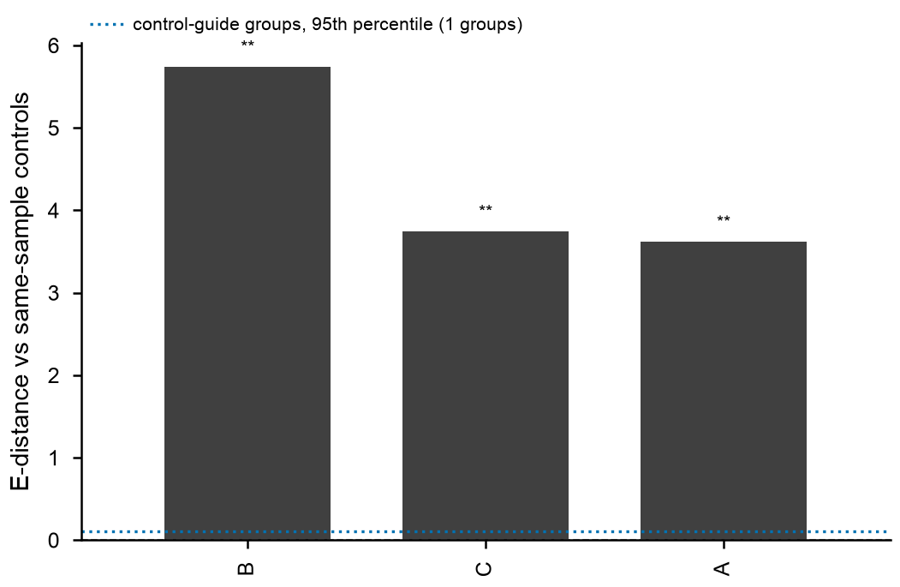 control-guide groups, 95th percentile (1 groups)
E-distance vs same-sample controls
6
5
4
3
2
1
0
**
**
**
B
C
A